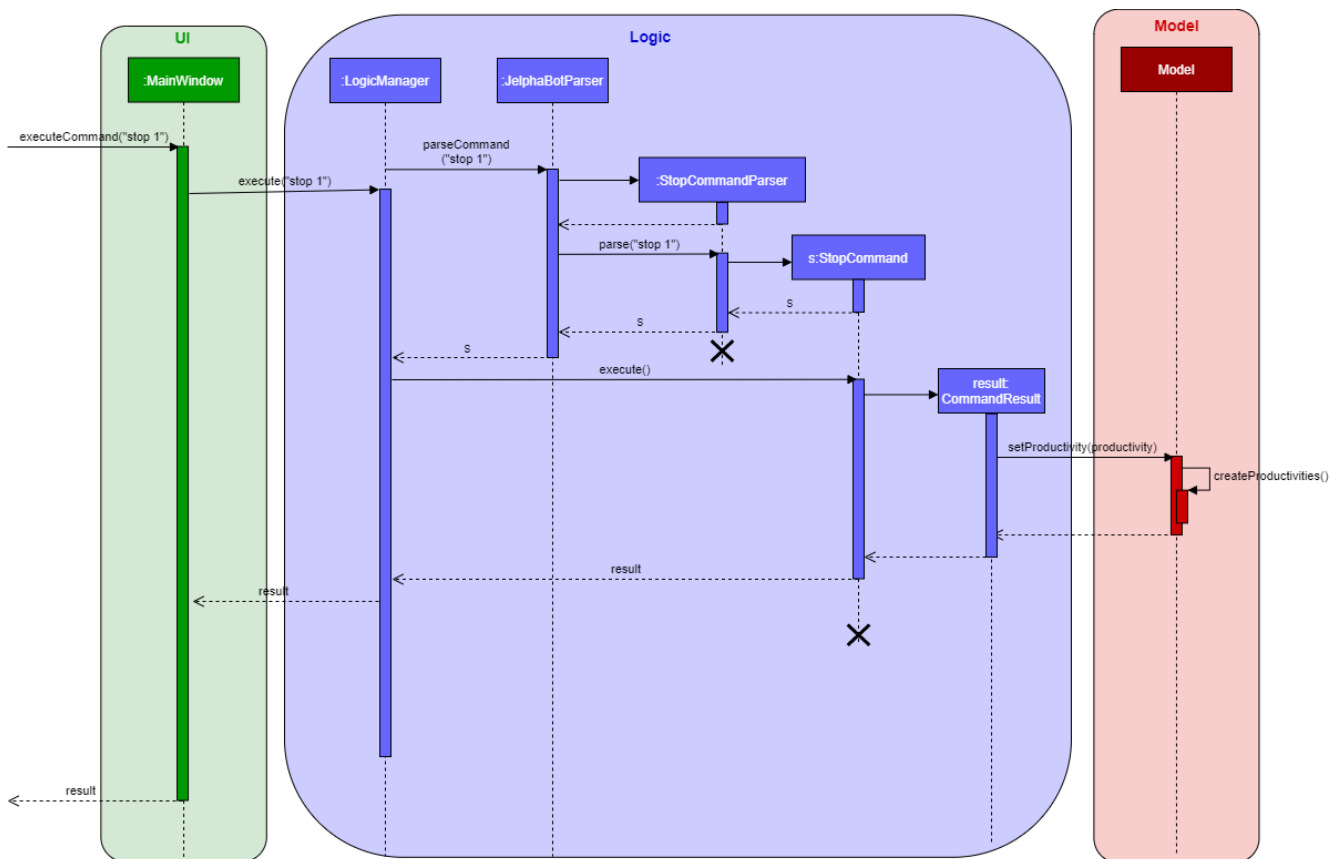 UI
Logic
Model
:MainWindow
:LogicManager
:JelphaBotParser
Model
executeCommand("stop 1")
parseCommand
("stop 1")
execute("stop 1")
:StopCommandParser
parse("stop 1")
s:StopCommand
s
s
s
execute()
result:
CommandResult
setProductivity(productivity)
createProductivities()
result
result
result